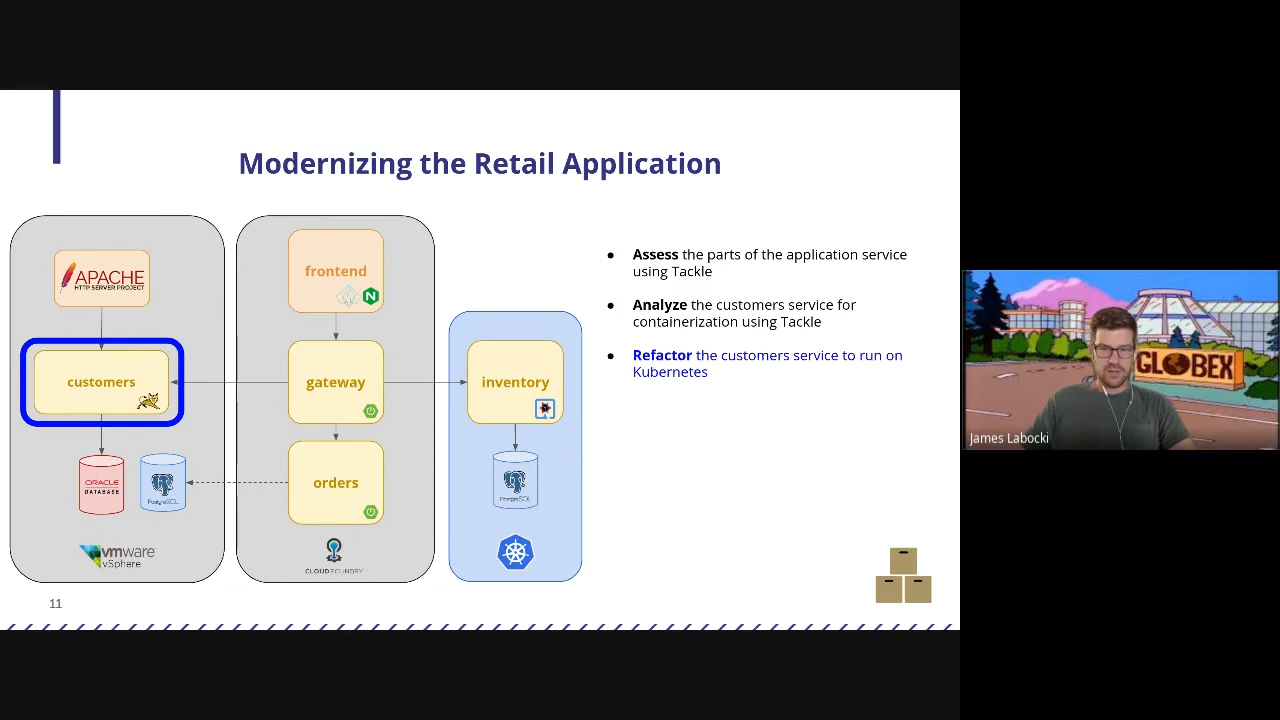 Modernizing the Retail Application
APACHE
HTTP SERVER PROJECT
customers
ORACLE
DATABASE
PostgreSQL
vmware
vSphere
frontend
N
gateway
orders
CLOUD FOUNDRY
inventory
PostgreSQL
● Assess the parts of the application service
using Tackle
● Analyze the customers service for
containerization using Tackle
● Refactor the customers service to run on
Kubernetes
11
GLOBEX
James Labocki